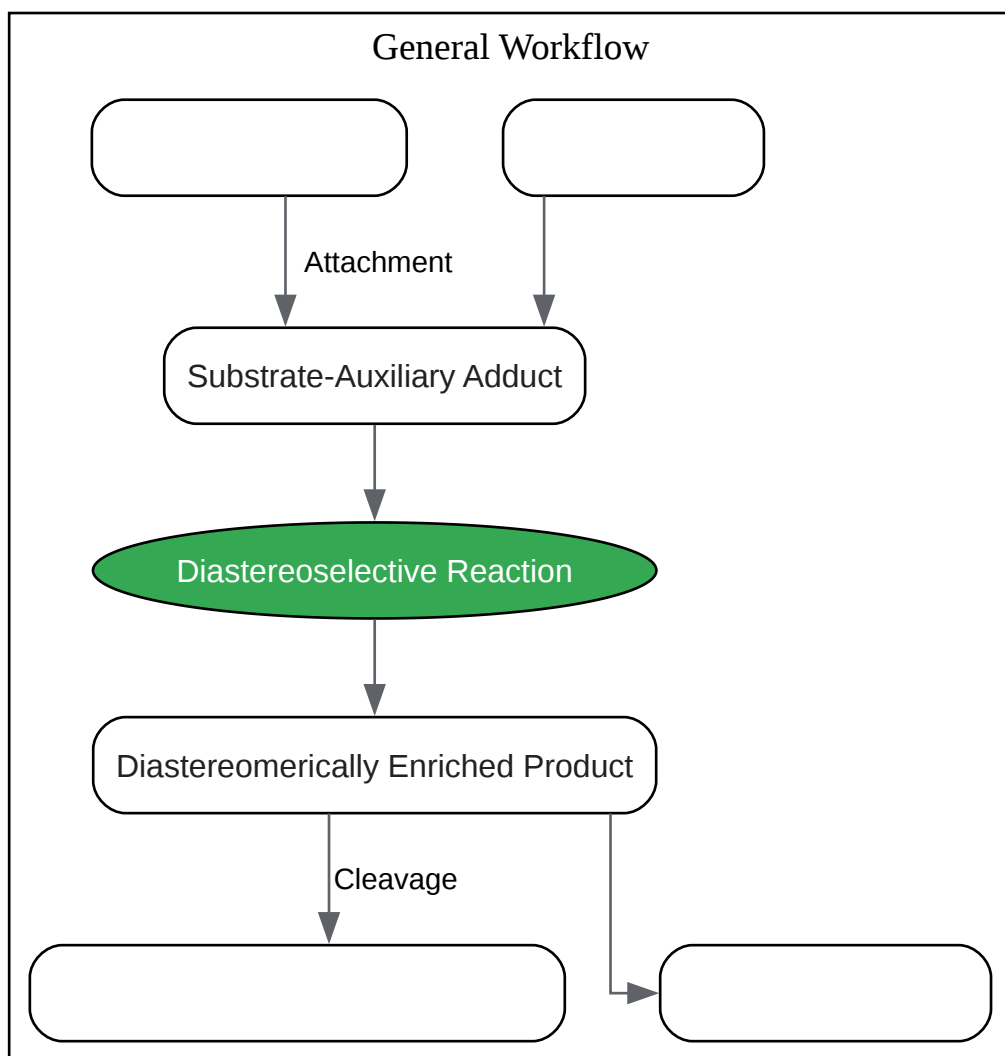 General Workflow
Attachment
Substrate-Auxiliary Adduct
Diastereoselective Reaction
Diastereomerically Enriched Product
Cleavage